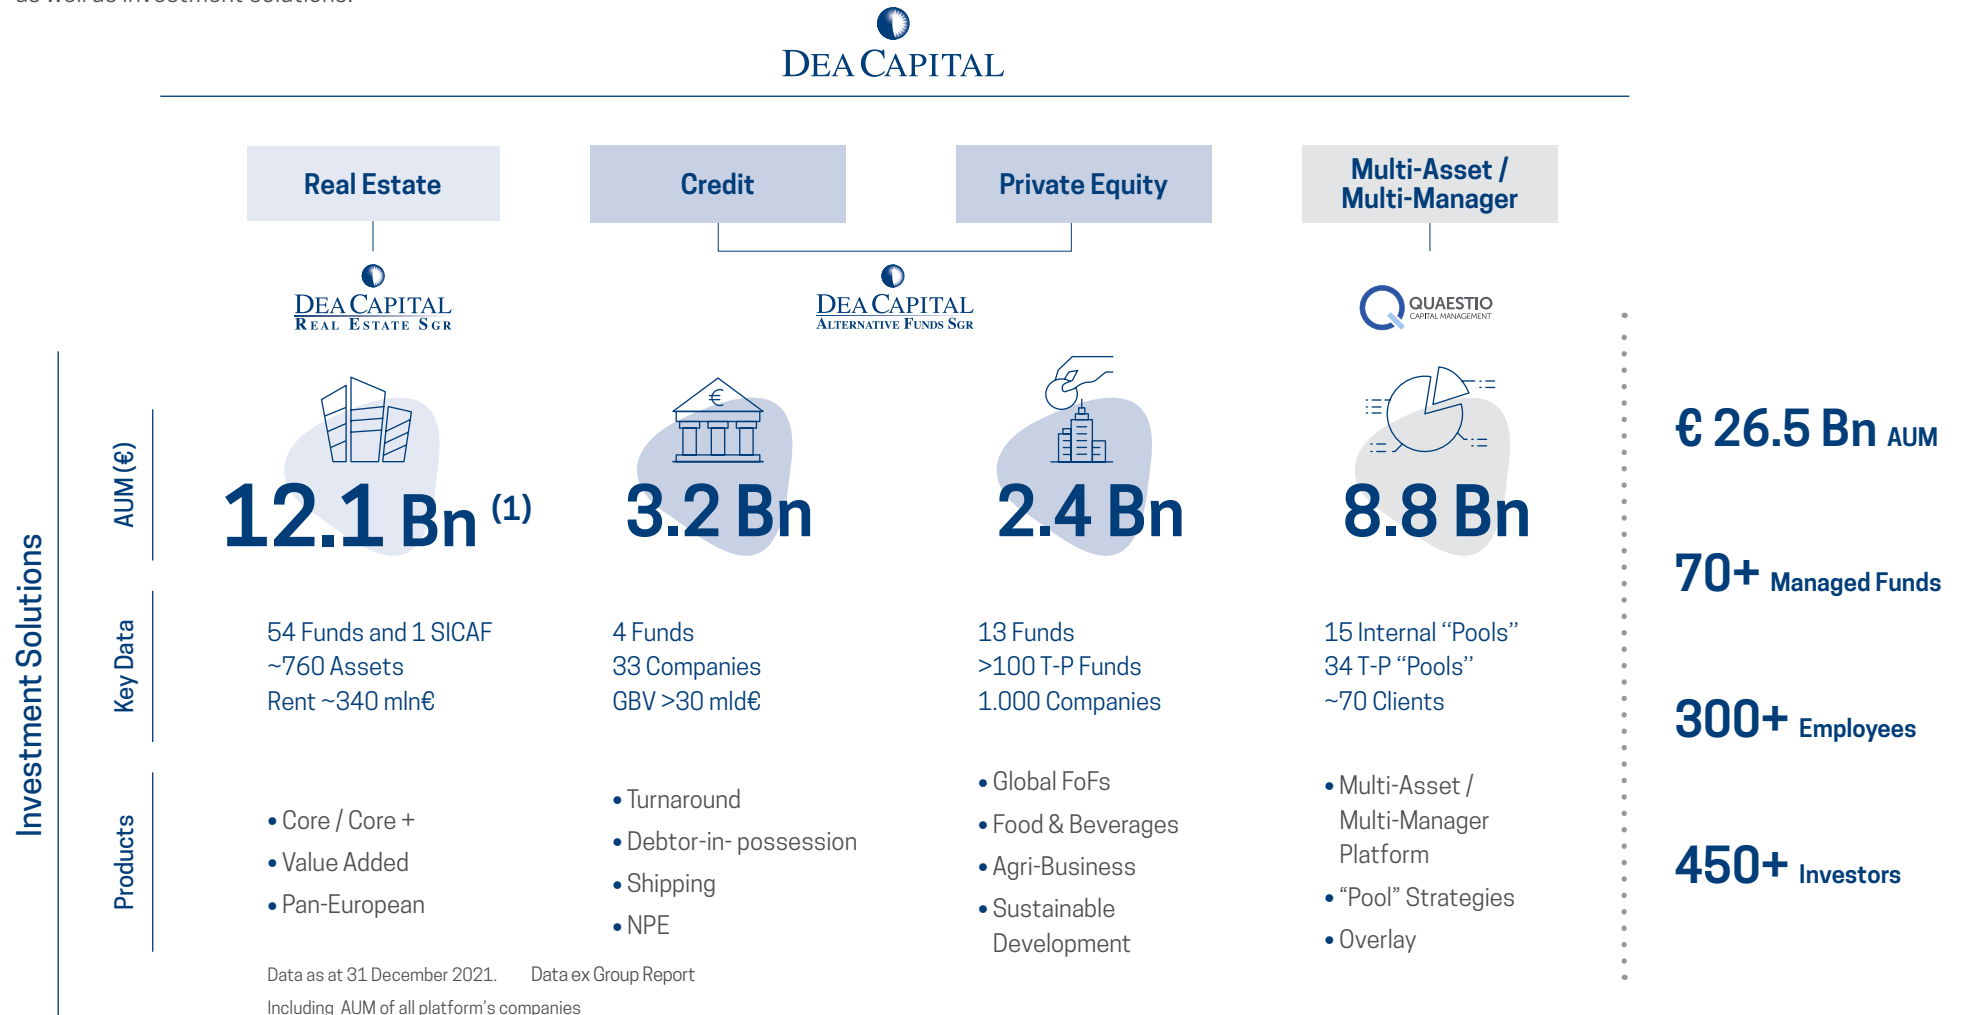 as well as investment solutions.
DEA CAPITAL
Real Estate
Credit
Private Equity
Multi-Asset /
Multi-Manager
DEA CAPITAL
REAL ESTATE SGR
DEA CAPITAL
ALTERNATIVE FUNDS SGR
QUAESTIO
CAPITAL MANAGEMENT
Investment Solutions
AUM (€)
€
12.1 Bn (1)
3.2 Bn
2.4 Bn
8.8 Bn
Key Data
54 Funds and 1 SICAF
~760 Assets
Rent ~340 mln€
4 Funds
33 Companies
GBV >30 mld€
13 Funds
>100 T-P Funds
1.000 Companies
15 Internal “Pools”
34 T-P “Pools”
~70 Clients
Products
• Core / Core +
• Value Added
• Pan-European
• Turnaround
• Debtor-in- possession
• Shipping
• NPE
• Global FoFs
• Food & Beverages
• Agri-Business
• Sustainable
Development
• Multi-Asset /
Multi-Manager
Platform
• “Pool” Strategies
• Overlay
€ 26.5 Bn AUM
70+ Managed Funds
300+ Employees
450+ Investors
Data as at 31 December 2021. Data ex Group Report
Including AUM of all platform’s companies